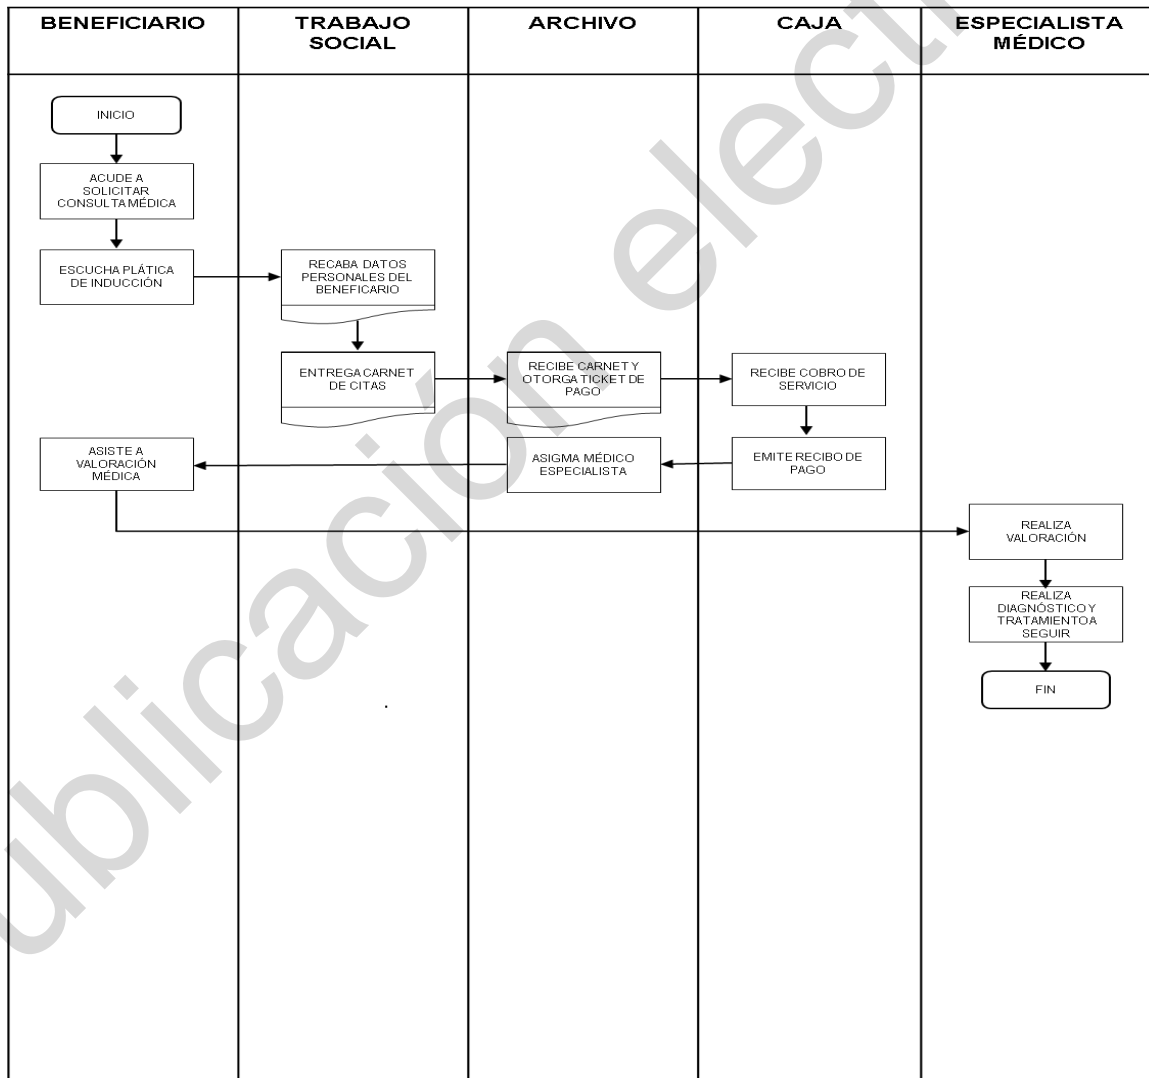 BENEFICIARIO
TRABAJO
SOCIAL
ARCHIVO
CAJA
ESPECIALISTA
MÉDICO
INICIO
ACUDE A
SOLICITAR
CONSULTA MÉDICA
ESCUCHA PLÁTICA
DE INDUCCIÓN
RECABA DATOS
PERSONALES DEL
BENEFICARIO
ENTREGA CARNET
DE CITAS
RECIBE CARNET Y
OTORGA TICKET DE
PAGO
RECIBE COBRO DE
SERVICIO
EMITE RECIBO DE
PAGO
ASIGMA MÉDICO
ESPECIALISTA
ASISTE A
VALORACIÓN
MÉDICA
REALIZA
VALORACIÓN
REALIZA
DIAGNÓSTICO Y
TRATAMIENTO A
SEGUIR
FIN
ublicación elect